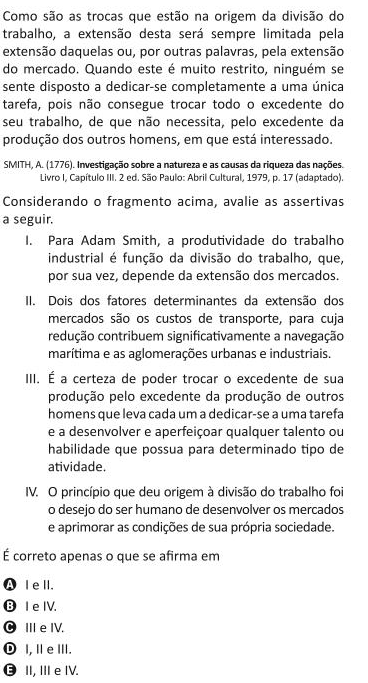 Como são as trocas que estão na origem da divisão do
trabalho, a extensão desta será sempre limitada pela
extensão daquelas ou, por outras palavras, pela extensão
do mercado. Quando este é muito restrito, ninguém se
sente disposto a dedicar-se completamente a uma única
tarefa, pois não consegue trocar todo o excedente do
seu trabalho, de que não necessita, pelo excedente da
produção dos outros homens, em que está interessado.
SMITH, A. (1776). Investigação sobre a natureza e as causas da riqueza das nações.
Livro I, Capítulo III. 2 ed. São Paulo: Abril Cultural, 1979, p. 17 (adaptado).
Considerando o fragmento acima, avalie as assertivas
a seguir.
I. Para Adam Smith, a produtividade do trabalho
industrial é função da divisão do trabalho, que,
por sua vez, depende da extensão dos mercados.
II. Dois dos fatores determinantes da extensão dos
mercados são os custos de transporte, para cuja
redução contribuem significativamente a navegação
marítima e as aglomerações urbanas e industriais.
III. É a certeza de poder trocar o excedente de sua
produção pelo excedente da produção de outros
homens que leva cada um a dedicar-se a uma tarefa
e a desenvolver e aperfeiçoar qualquer talento ou
habilidade que possua para determinado tipo de
atividade.
IV. O princípio que deu origem à divisão do trabalho foi
o desejo do ser humano de desenvolver os mercados
e aprimorar as condições de sua própria sociedade.
É correto apenas o que se afirma em
A I e II.
B I e IV.
C III e IV.
D I, II e III.
E II, III e IV.